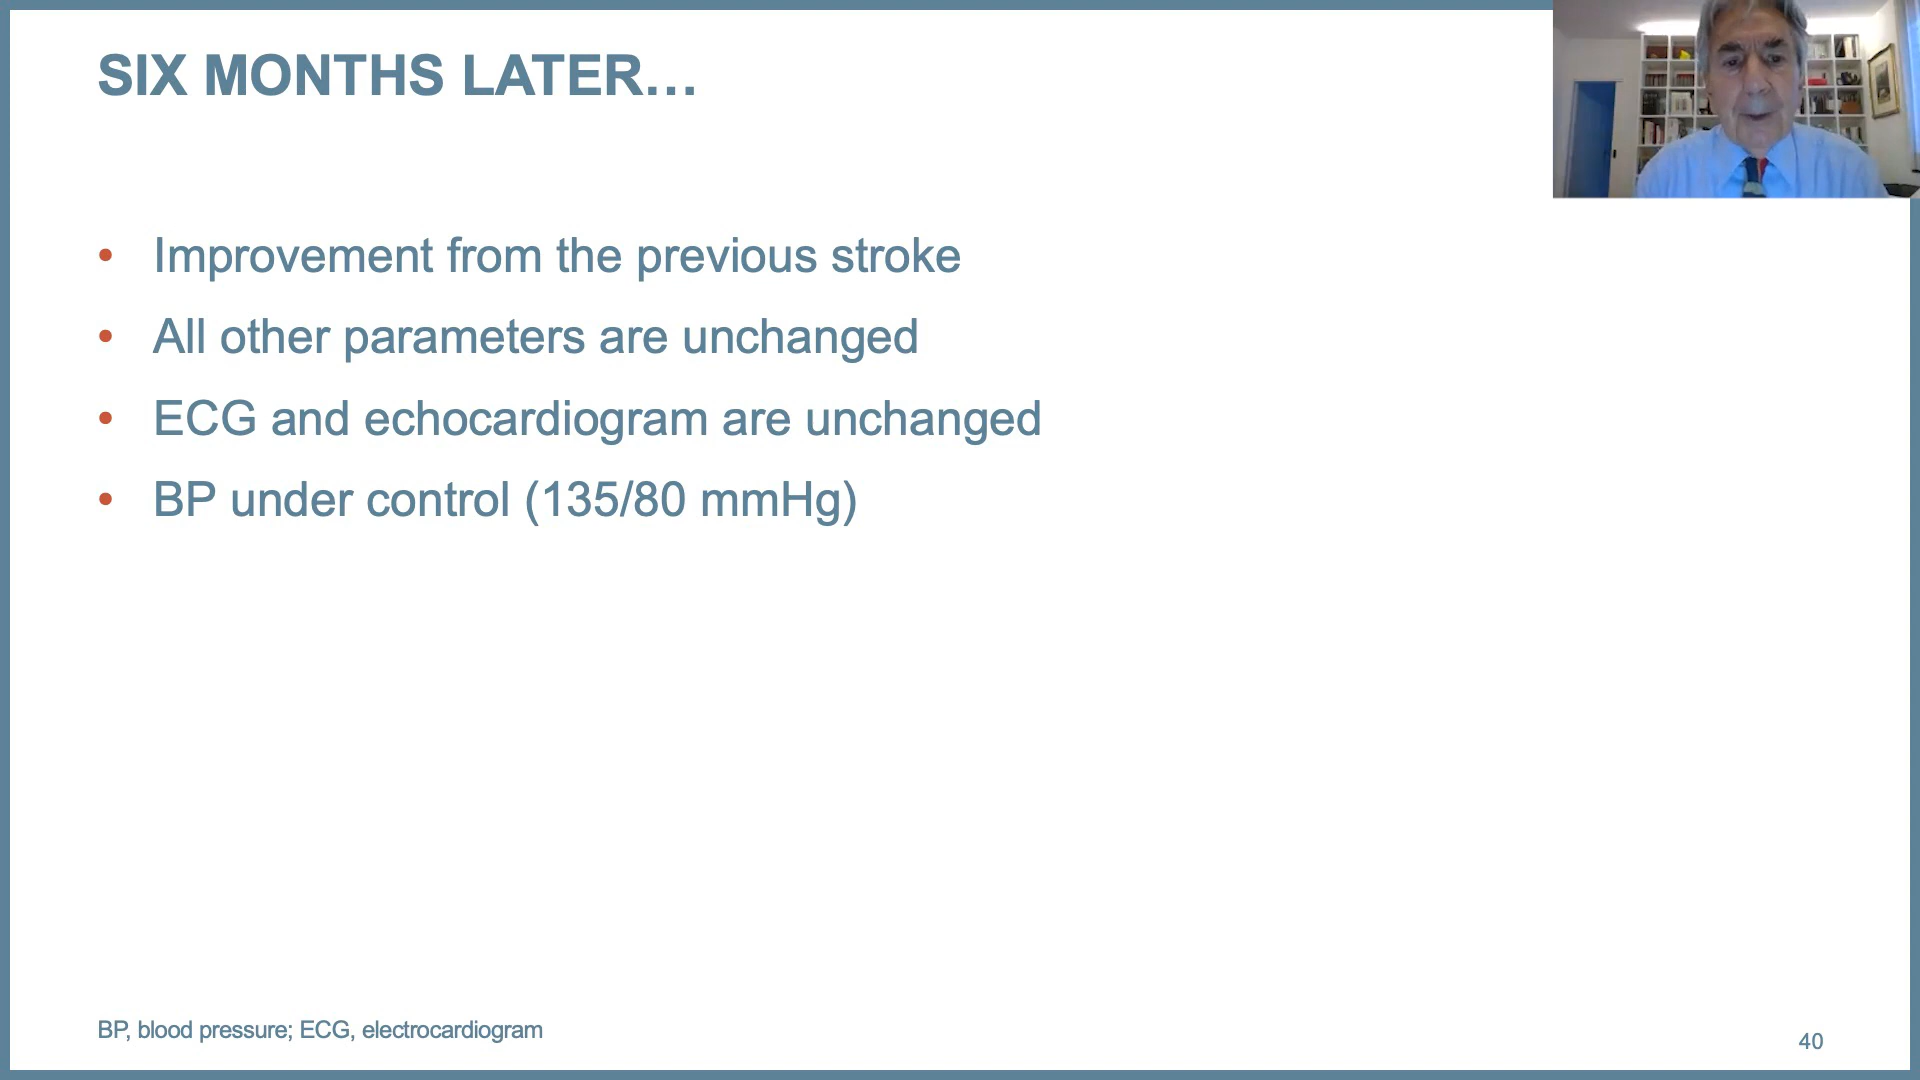 SIX MONTHS LATER…
• Improvement from the previous stroke
• All other parameters are unchanged
• ECG and echocardiogram are unchanged
• BP under control (135/80 mmHg)
BP, blood pressure; ECG, electrocardiogram
40